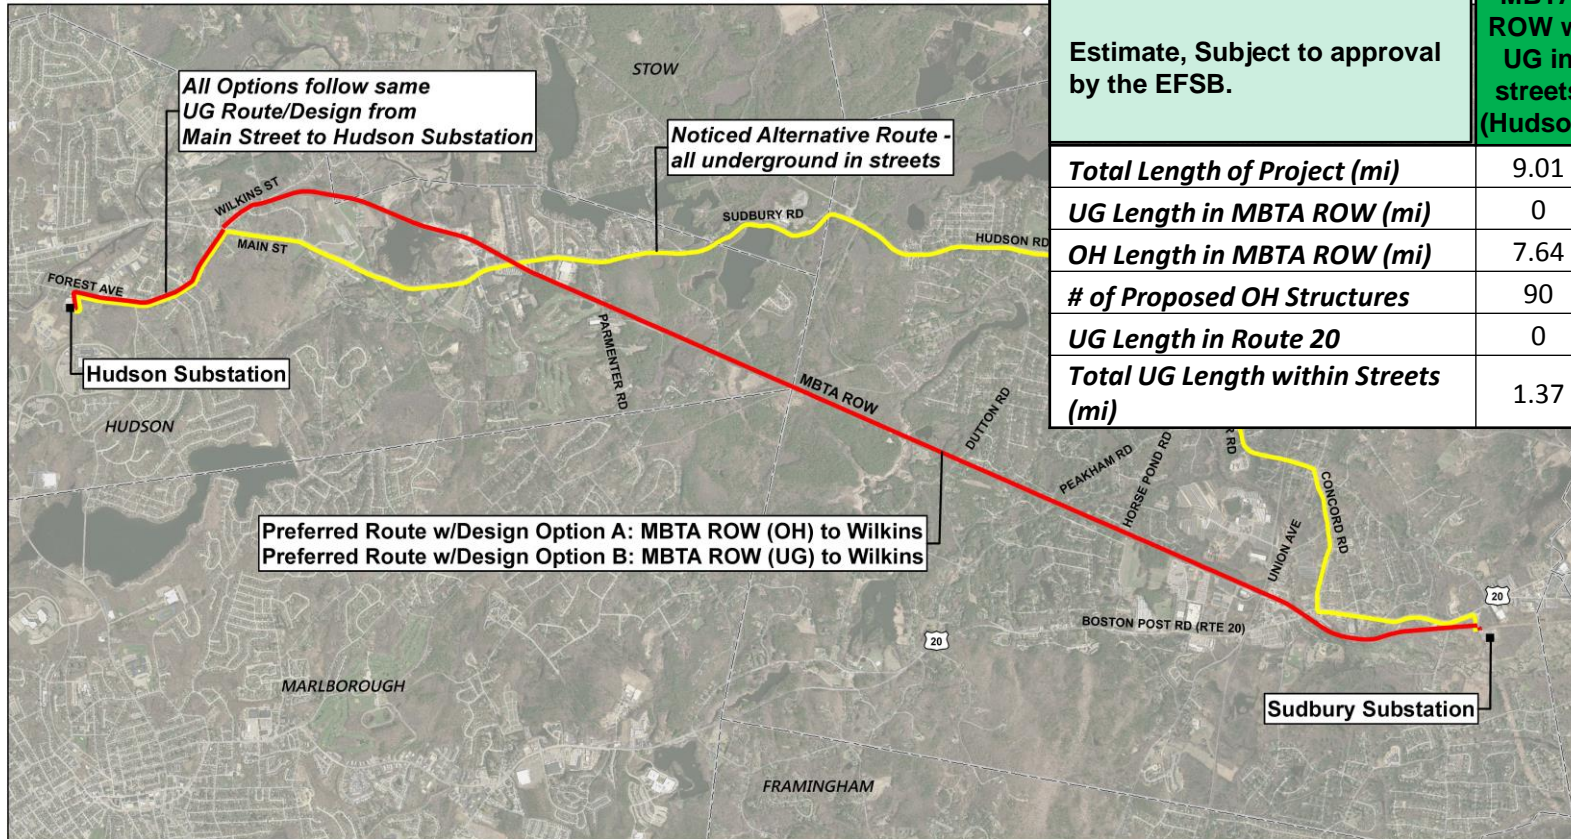 All Options follow same
UG Route/Design from
Main Street to Hudson Substation
STOW
Noticed Alternative Route -
all underground in streets
WILKINS ST
MAIN ST
SUDBURY RD
HUDSON RD
FOREST AVE
Hudson Substation
HUDSON
PARMENTER RD
MBTA ROW
DUTTON RD
PEAKHAM RD
HORSE POND RD
RD
CONCORD RD
UNION AVE
Preferred Route w/Design Option A: MBTA ROW (OH) to Wilkins
Preferred Route w/Design Option B: MBTA ROW (UG) to Wilkins
BOSTON POST RD (RTE 20)
20
20
MARLBOROUGH
Sudbury Substation
FRAMINGHAM
Estimate, Subject to approval
by the EFSB.
ROW
UG in
streets
Total Length of Project (mi) 9.01
UG Length in MBTA ROW (mi) 0
OH Length in MBTA ROW (mi) 7.64
# of Proposed OH Structures 90
UG Length in Route 20 0
Total UG Length within Streets
(mi) 1.37